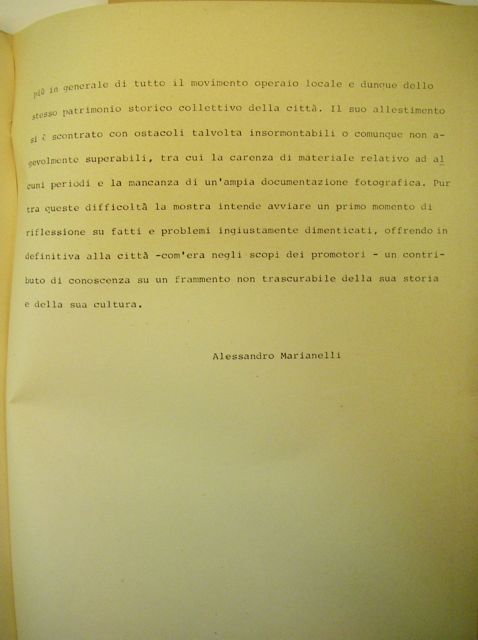 più in generale di tutto il movimento operaio locale e dunque dello
stesso patrimonio storico collettivo della città. Il suo allestimento
si è scontrato con ostacoli talvolta insormontabili o comunque non a-
gevolmente superabili, tra cui la carenza di materiale relativo ad al
cuni periodi e la mancanza di un'ampia documentazione fotografica. Pur
tra queste difficoltà la mostra intende avviare un primo momento di
riflessione su fatti e problemi ingiustamente dimenticati, offrendo in
definitiva alla città -com'era negli scopi dei promotori - un contri-
buto di conoscenza su un frammento non trascurabile della sua storia
e della sua cultura.
Alessandro Marianelli